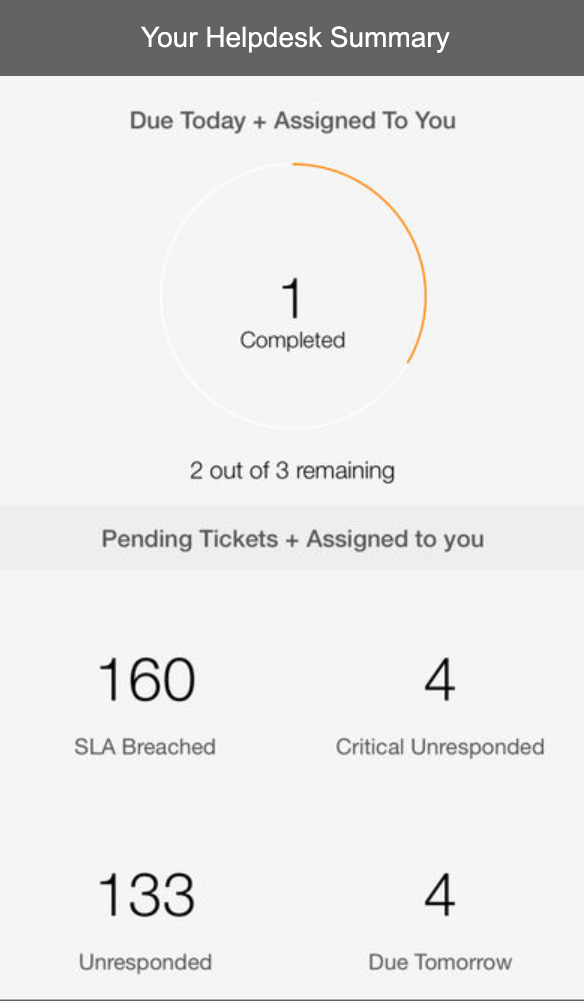 Your Helpdesk Summary
Due Today + Assigned To You
1
Completed
2 out of 3 remaining
Pending Tickets + Assigned to you
160
4
SLA Breached
Critical Unresponded
133
4
Unresponded
Due Tomorrow